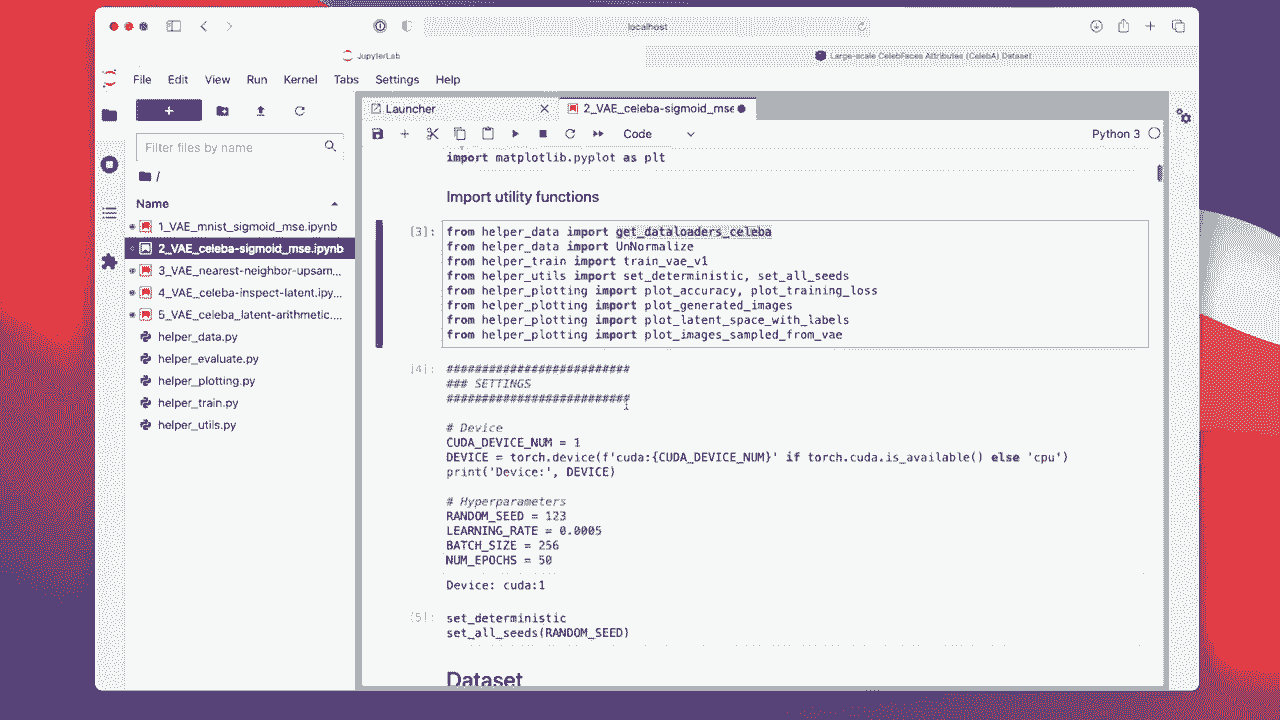 localhost
JupyterLab
Large-scale CelebFaces Attributes (CelebA) Dataset
File Edit View Run Kernel Tabs Settings Help
Launcher
2_VAE_celeba-sigmoid_mse
Code
Python 3
Filter files by name
/
Name
1_VAE_mnist_sigmoid_mse.ipynb
2_VAE_celeba-sigmoid_mse.ipynb
3_VAE_nearest-neighbor-upsam...
4_VAE_celeba-inspect-latent.ipy...
5_VAE_celeba_latent-arithmetic....
helper_data.py
helper_evaluate.py
helper_plotting.py
helper_train.py
helper_utils.py
import matplotlib.pyplot as plt
Import utility functions
[3]: from helper_data import get_dataloaders_celeba
from helper_data import UnNormalize
from helper_train import train_vae_v1
from helper_utils import set_deterministic, set_all_seeds
from helper_plotting import plot_accuracy, plot_training_loss
from helper_plotting import plot_generated_images
from helper_plotting import plot_latent_space_with_labels
from helper_plotting import plot_images_sampled_from_vae
[4]: ##########################
### SETTINGS
##########################
# Device
CUDA_DEVICE_NUM = 1
DEVICE = torch.device(f'cuda:{CUDA_DEVICE_NUM}' if torch.cuda.is_available() else 'cpu')
print('Device:', DEVICE)
# Hyperparameters
RANDOM_SEED = 123
LEARNING_RATE = 0.0005
BATCH_SIZE = 256
NUM_EPOCHS = 50
Device: cuda:1
[5]: set_deterministic
set_all_seeds(RANDOM_SEED)
Dataset